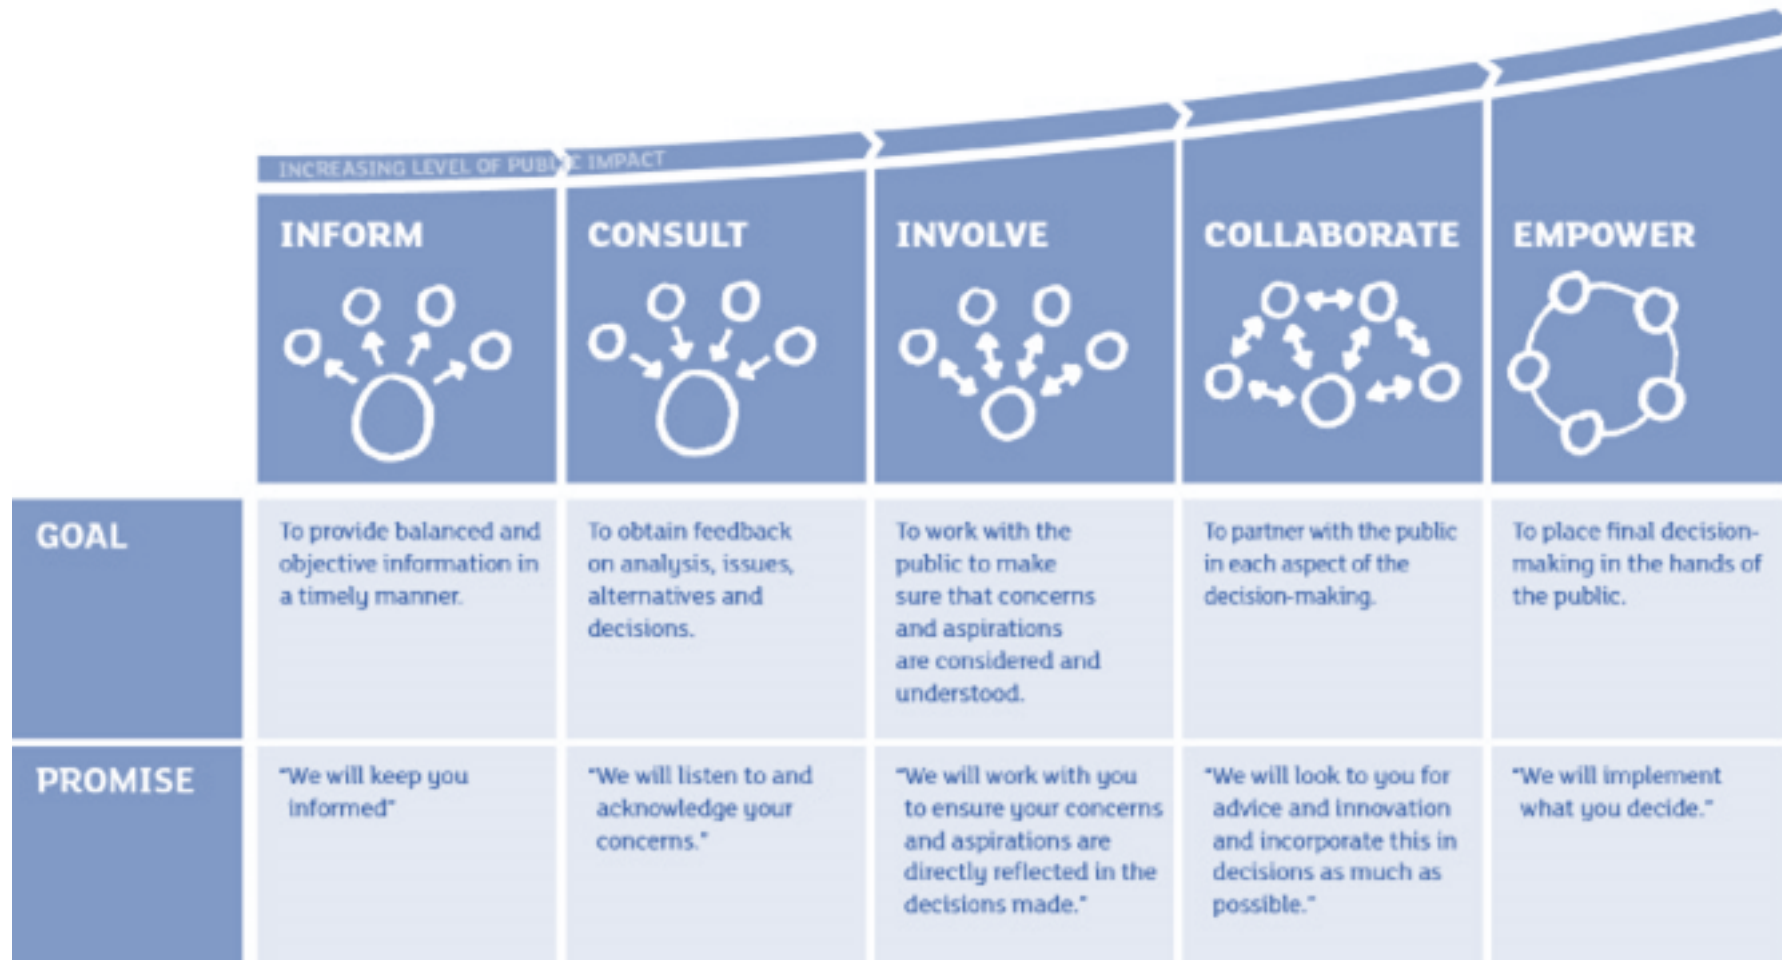 INCREASING LEVEL OF PUBLIC IMPACT
INFORM
CONSULT
INVOLVE
COLLABORATE
EMPOWER
GOAL
To provide balanced and
objective information in
a timely manner.
To obtain feedback
on analysis, issues,
alternatives and
decisions.
To work with the
public to make
sure that concerns
and aspirations
are considered and
understood.
To partner with the public
in each aspect of the
decision-making.
To place final decision-
making in the hands of
the public.
PROMISE
"We will keep you
informed"
"We will listen to and
acknowledge your
concerns."
"We will work with you
to ensure your concerns
and aspirations are
directly reflected in the
decisions made."
"We will look to you for
advice and innovation
and incorporate this in
decisions as much as
possible."
"We will implement
what you decide."